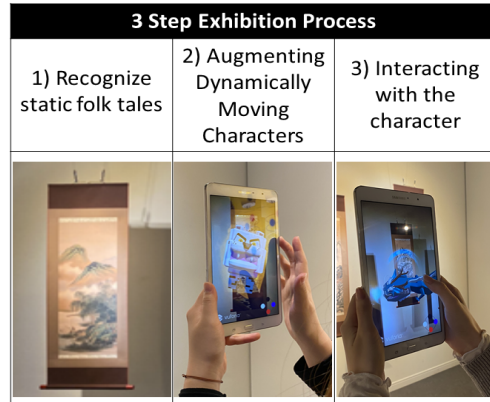 3 Step Exhibition Process
1) Recognize
static folk tales
2) Augmenting
Dynamically
Moving
Characters
3) Interacting
with the
character